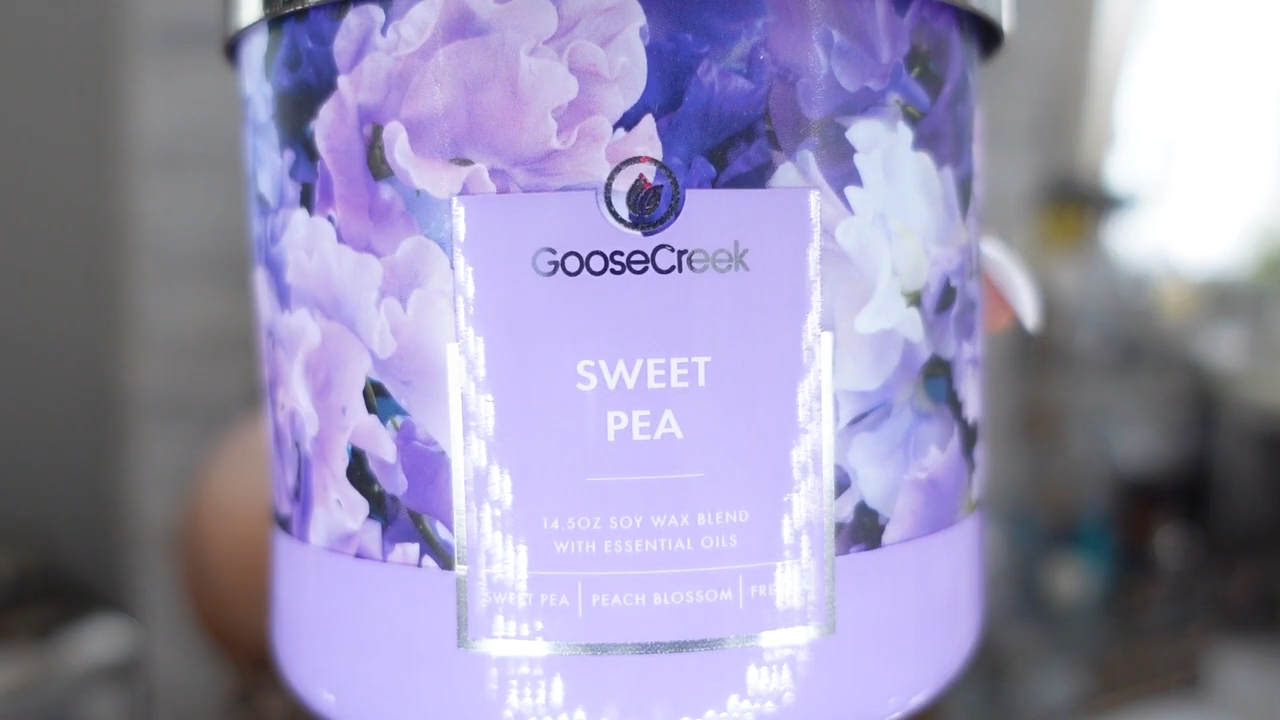 GooseCreek
SWEET
PEA
14.5OZ SOY WAX BLEND
WITH ESSENTIAL OILS
SWEET PEA | PEACH BLOSSOM |